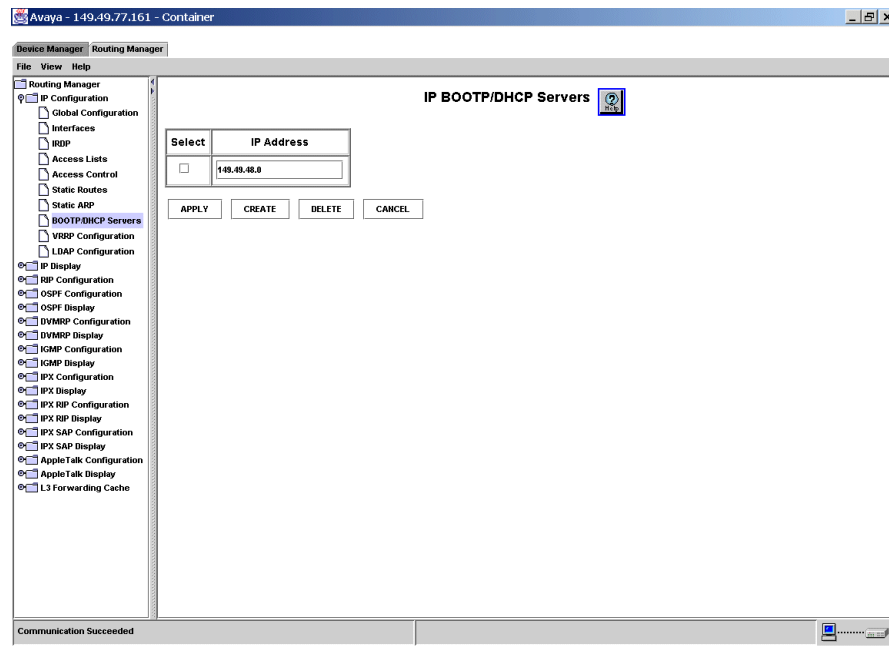 Avaya - 149.49.77.161 - Container
Device Manager Routing Manager
File View Help
Routing Manager
IP Configuration
Global Configuration
Interfaces
IRDP
Access Lists
Access Control
Static Routes
Static ARP
BOOTP/DHCP Servers
VRRP Configuration
LDAP Configuration
IP Display
RIP Configuration
OSPF Configuration
OSPF Display
DVMRP Configuration
DVMRP Display
IGMP Configuration
IGMP Display
IPX Configuration
IPX Display
IPX RIP Configuration
IPX RIP Display
IPX SAP Configuration
IPX SAP Display
AppleTalk Configuration
AppleTalk Display
L3 Forwarding Cache
IP BOOTP/DHCP Servers
Help
Select IP Address
149.49.48.0
APPLY CREATE DELETE CANCEL
Communication Succeeded